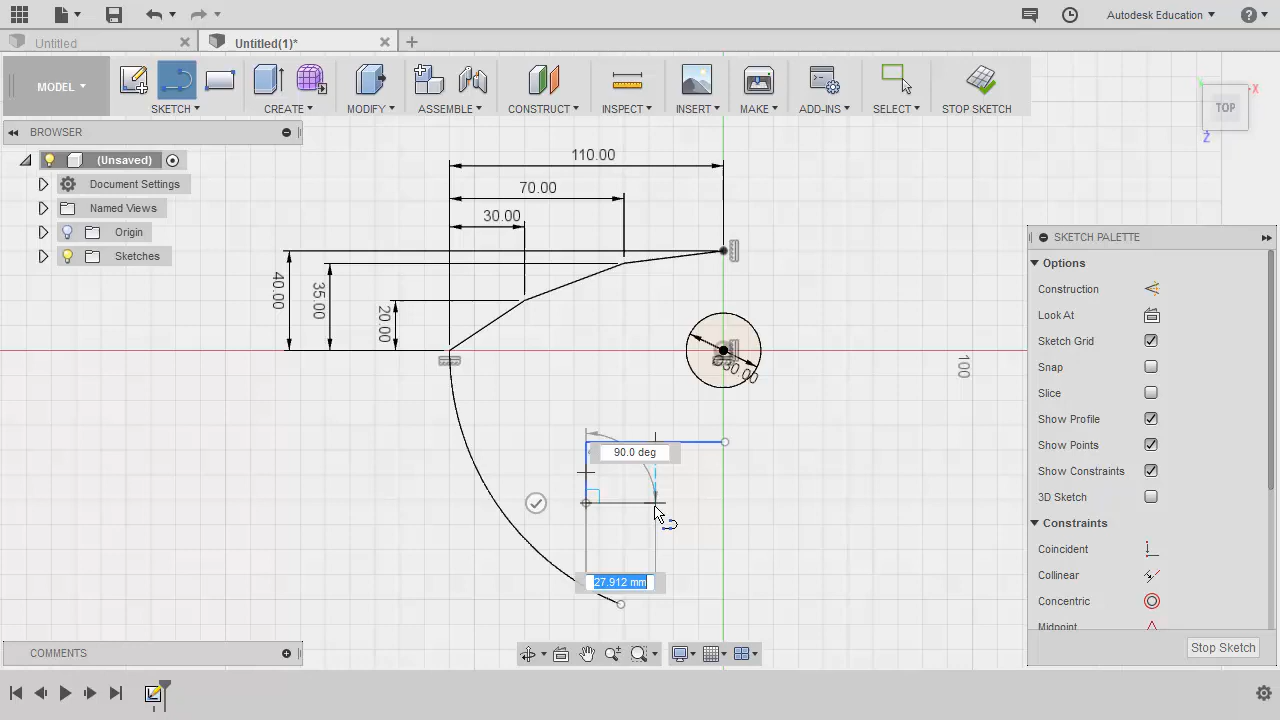 Autodesk Education
Untitled
Untitled(1)*
MODEL
SKETCH
CREATE
MODIFY
ASSEMBLE
CONSTRUCT
INSPECT
INSERT
MAKE
ADD-INS
SELECT
STOP SKETCH
TOP
X
Z
BROWSER
(Unsaved)
Document Settings
Named Views
Origin
Sketches
110.00
70.00
30.00
40.00
35.00
20.00
Ø30.00
100
90.0 deg
27.912 mm
SKETCH PALETTE
Options
Construction
Look At
Sketch Grid
Snap
Slice
Show Profile
Show Points
Show Constraints
3D Sketch
Constraints
Coincident
Collinear
Concentric
Midpoint
Stop Sketch
COMMENTS